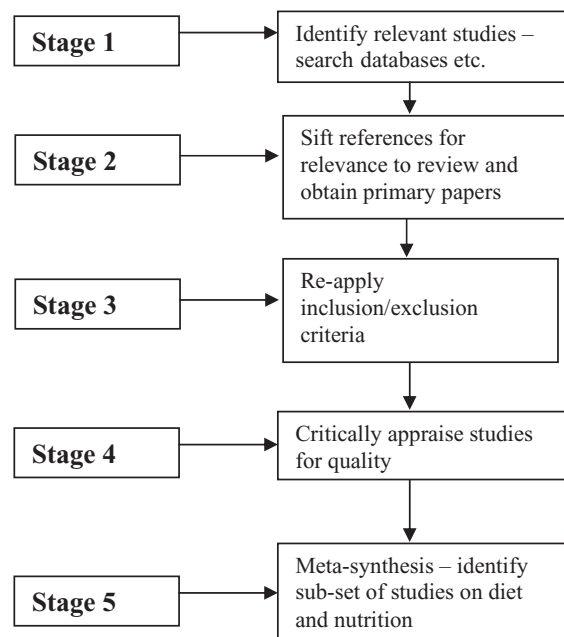 Stage 1
Identify relevant studies –
search databases etc.
Stage 2
Sift references for
relevance to review and
obtain primary papers
Stage 3
Re-apply
inclusion/exclusion
criteria
Stage 4
Critically appraise studies
for quality
Stage 5
Meta-synthesis – identify
sub-set of studies on diet
and nutrition